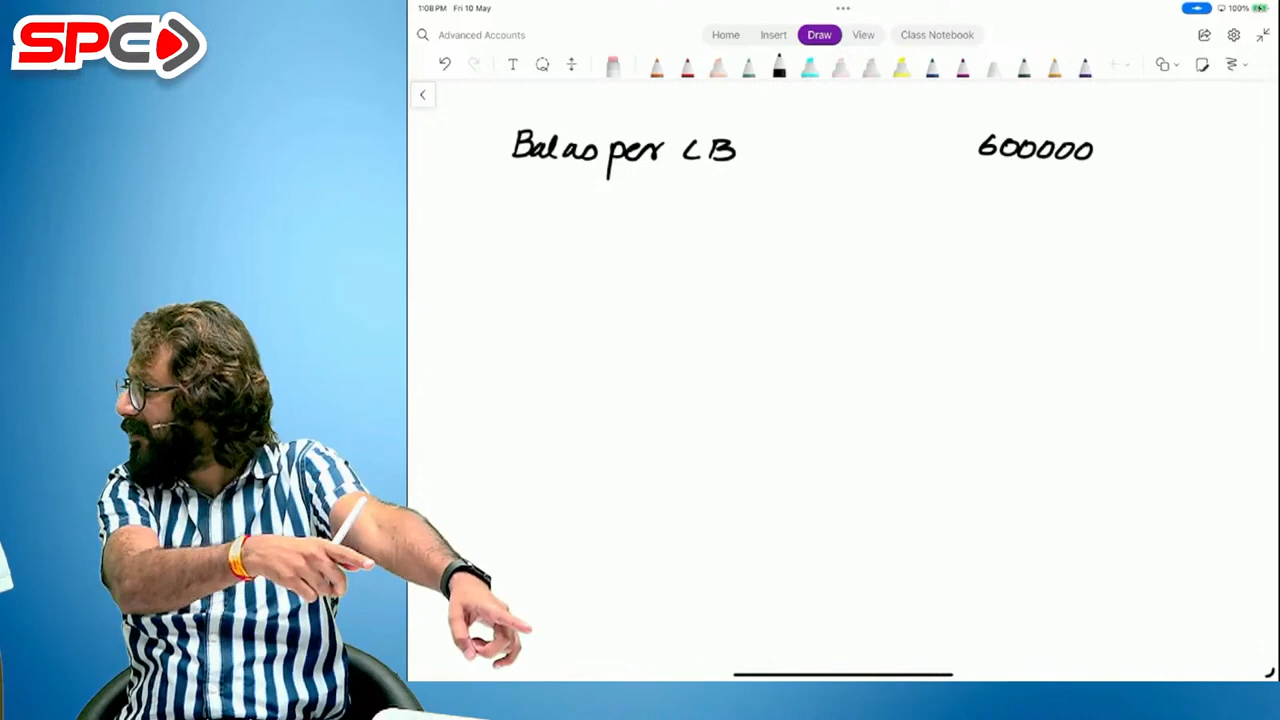 SPC
1:08 PM Fri 10 May
100%
Advanced Accounts
Home Insert Draw View Class Notebook
T
Bal as per CB 600000